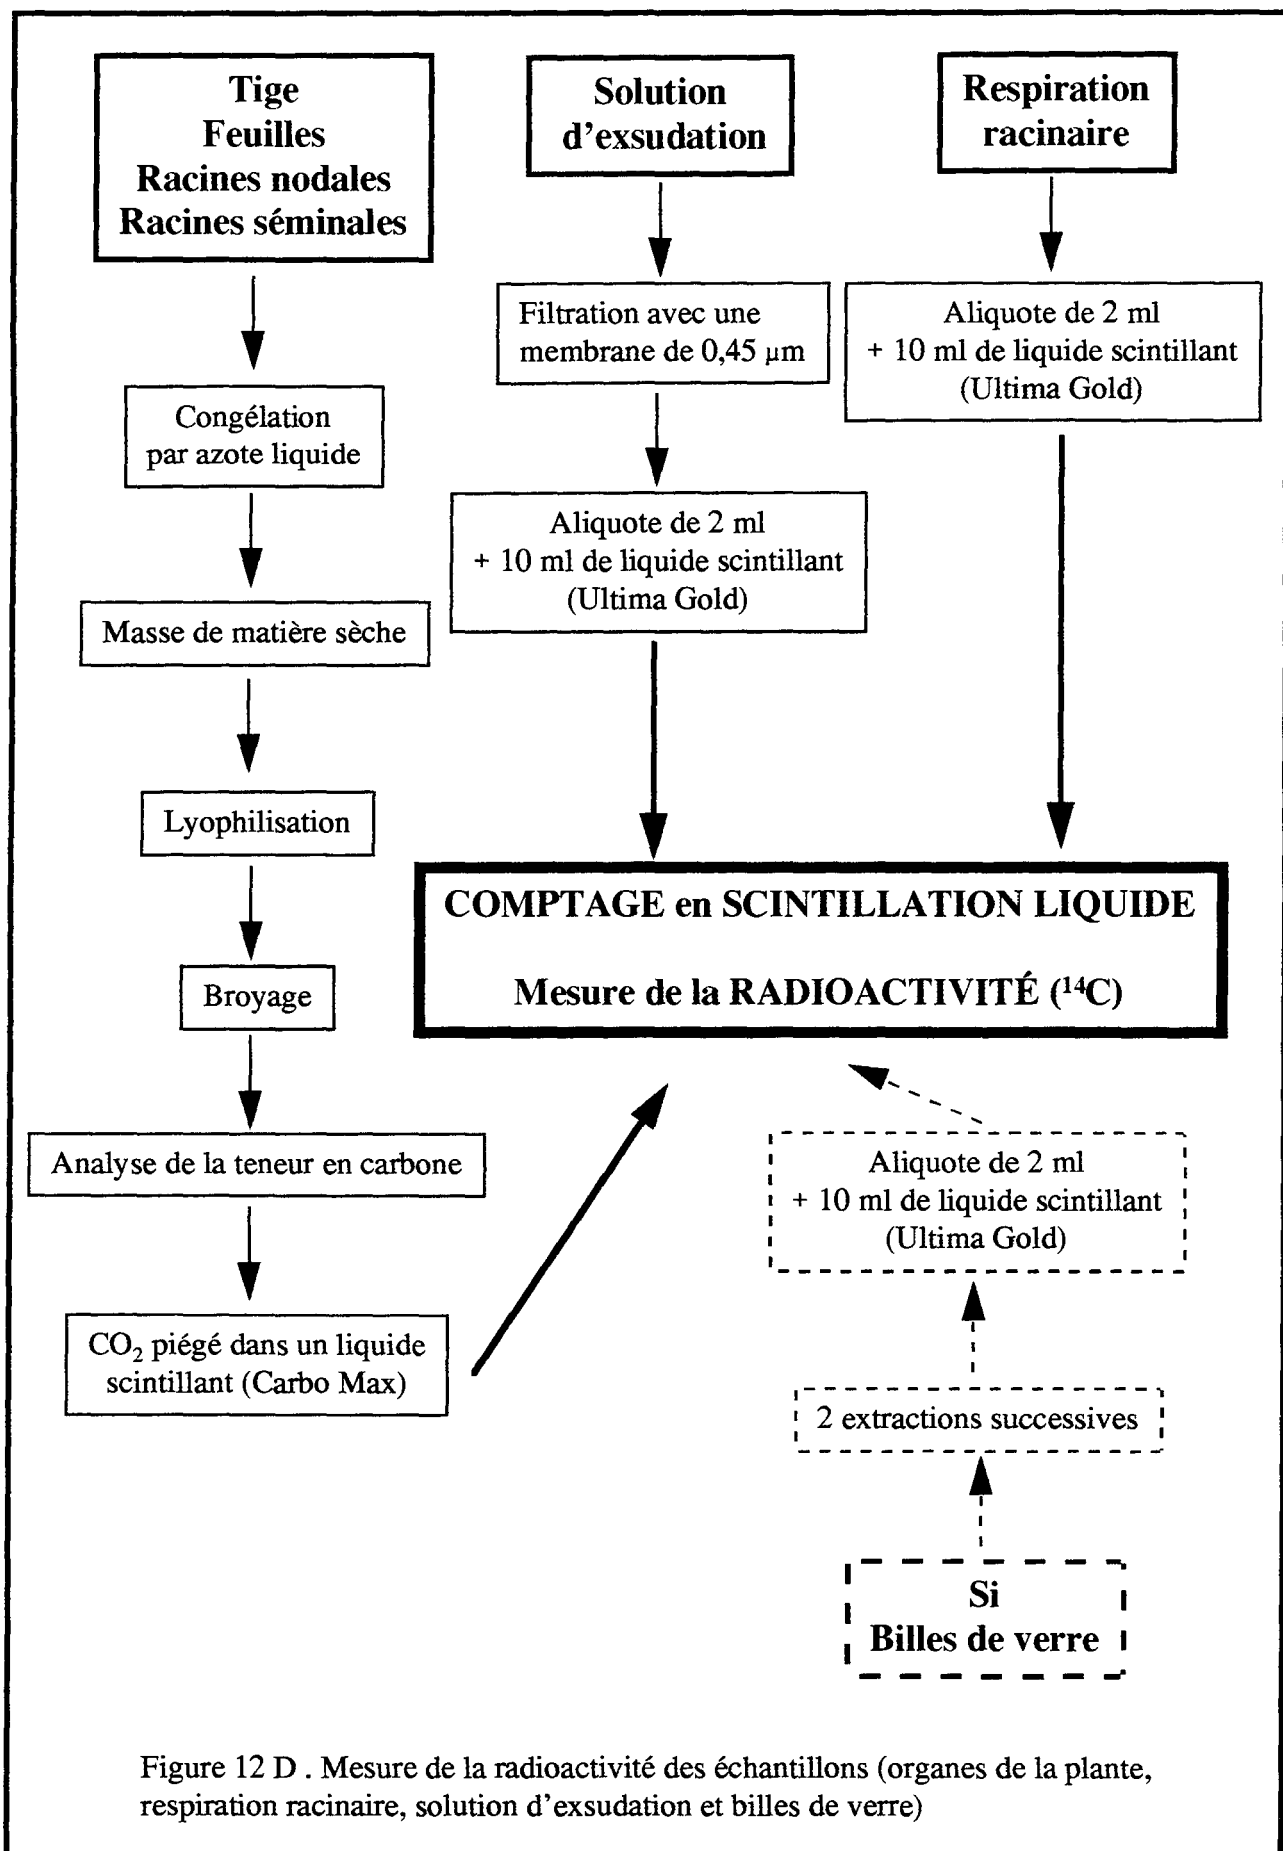 Tige
Feuilles
Racines nodales
Racines séminales
Solution
d'exsudation
Respiration
racinaire
Filtration avec une
membrane de 0,45 µm
Aliquote de 2 ml
+ 10 ml de liquide scintillant
(Ultima Gold)
Congélation
par azote liquide
Aliquote de 2 ml
+ 10 ml de liquide scintillant
(Ultima Gold)
Masse de matière sèche
Lyophilisation
COMPTAGE en SCINTILLATION LIQUIDE
Mesure de la RADIOACTIVITÉ (¹⁴C)
Broyage
Analyse de la teneur en carbone
Aliquote de 2 ml
+ 10 ml de liquide scintillant
(Ultima Gold)
CO₂ piégé dans un liquide
scintillant (Carbo Max)
2 extractions successives
Si
Billes de verre
Figure 12 D . Mesure de la radioactivité des échantillons (organes de la plante,
respiration racinaire, solution d'exsudation et billes de verre)